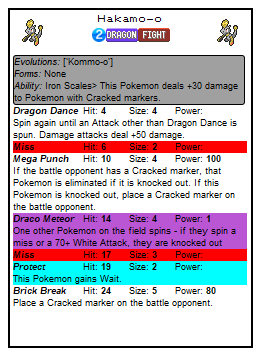 Hakamo-o
2 DRAGON FIGHT
Evolutions: ['Kommo-o']
Forms: None
Ability: Iron Scales> This Pokemon deals +30 damage
to Pokemon with Cracked markers.
Dragon Dance Hit: 4 Size: 4 Power:
Spin again until an Attack other than Dragon Dance is
spun. Damage attacks deal +50 damage.
Miss Hit: 6 Size: 2 Power:
Mega Punch Hit: 10 Size: 4 Power: 100
If the battle opponent has a Cracked marker, that
Pokemon is eliminated if it is knocked out. If this
Pokemon is knocked out, place a Cracked marker on
the battle opponent.
Draco Meteor Hit: 14 Size: 4 Power: 1
One other Pokemon on the field spins - if they spin a
miss or a 70+ White Attack, they are knocked out
Miss Hit: 17 Size: 3 Power:
Protect Hit: 19 Size: 2 Power:
This Pokemon gains Wait.
Brick Break Hit: 24 Size: 5 Power: 80
Place a Cracked marker on the battle opponent.